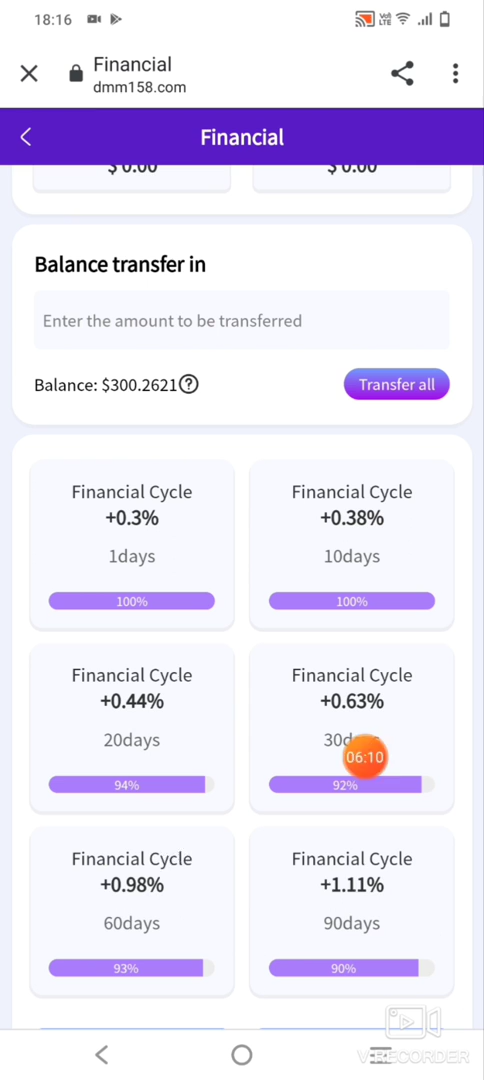 18:16
Vo) LTE
Financial
dmm158.com
Financial
$ 0.00 $ 0.00
Balance transfer in
Enter the amount to be transferred
Balance: $300.2621
Transfer all
Financial Cycle Financial Cycle
+0.3% +0.38%
1days 10days
100% 100%
Financial Cycle Financial Cycle
+0.44% +0.63%
20days
06:10
94% 92%
Financial Cycle Financial Cycle
+0.98% +1.11%
60days 90days
93% 90%
V RECORDER